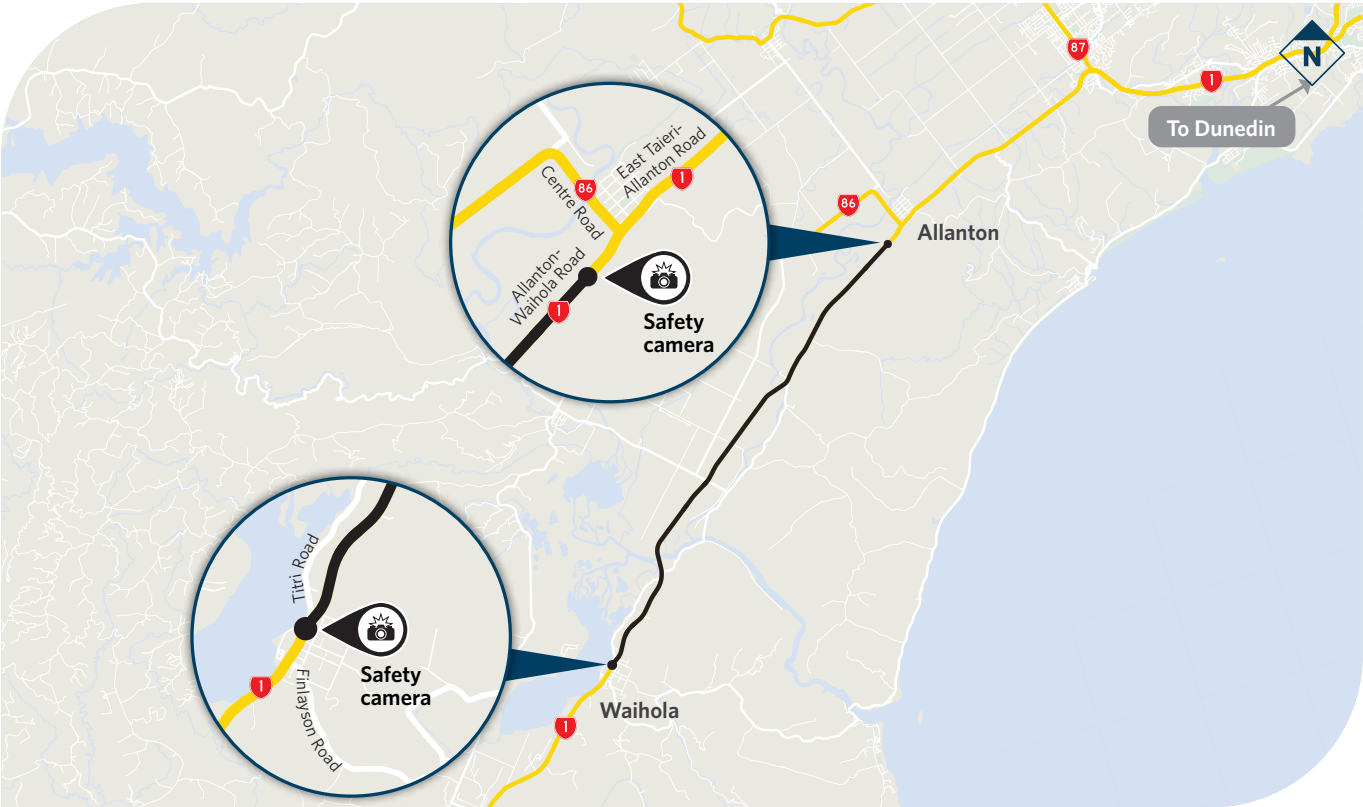 87
1
N
To Dunedin
East Taieri-
Allanton Road
1
86
Centre Road
86
Allanton
Allanton-
Waihola Road
1
Safety
camera
Titri Road
Safety
camera
1
Finlayson Road
Waihola
1